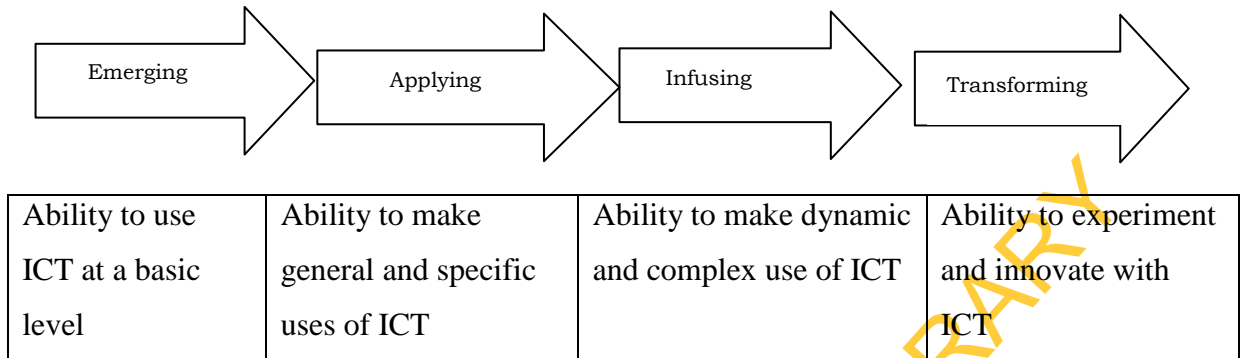 Emerging
Applying
Infusing
Transforming
Ability to use
ICT at a basic
level
Ability to make
general and specific
uses of ICT
Ability to make dynamic
and complex use of ICT
Ability to experiment
and innovate with
ICT
RARY